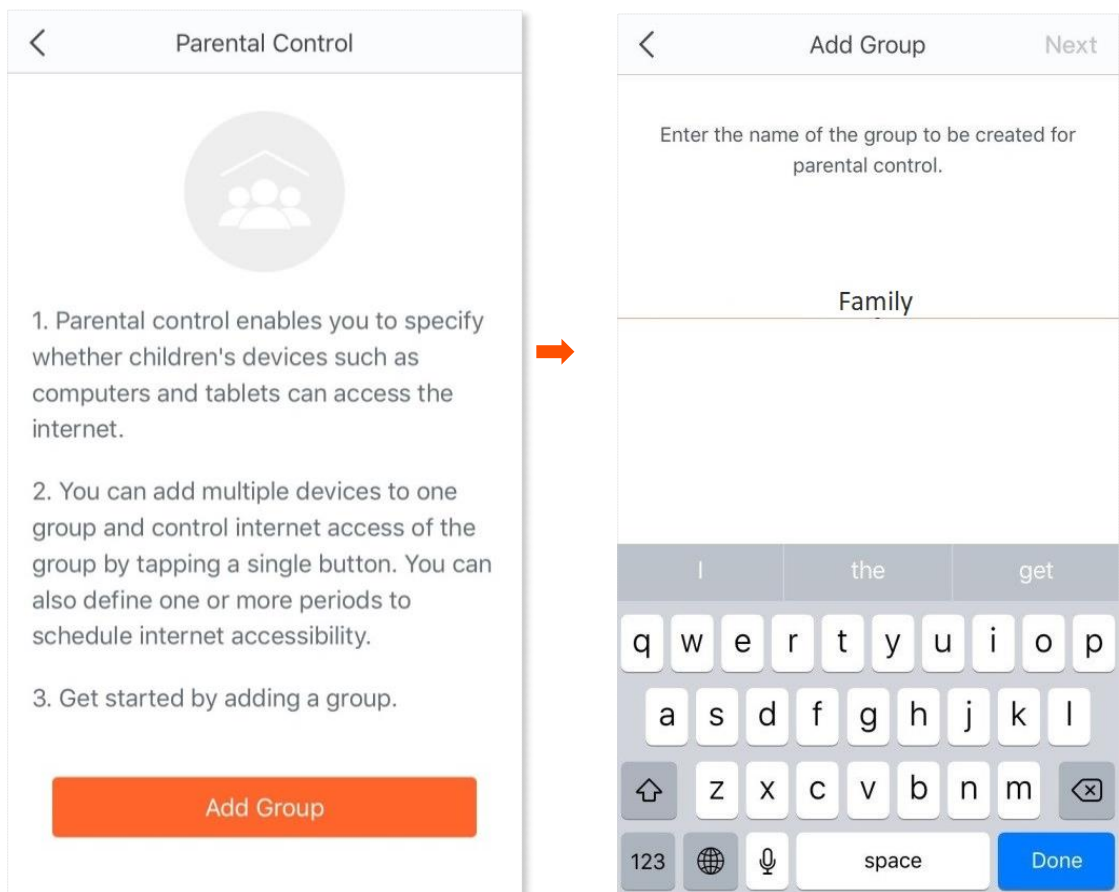 Parental Control
1. Parental control enables you to specify
whether children's devices such as
computers and tablets can access the
internet.
2. You can add multiple devices to one
group and control internet access of the
group by tapping a single button. You can
also define one or more periods to
schedule internet accessibility.
3. Get started by adding a group.
Add Group
Add Group Next
Enter the name of the group to be created for
parental control.
Family
I the get
q w e r t y u i o p
a s d f g h j k l
z x c v b n m
123 space Done